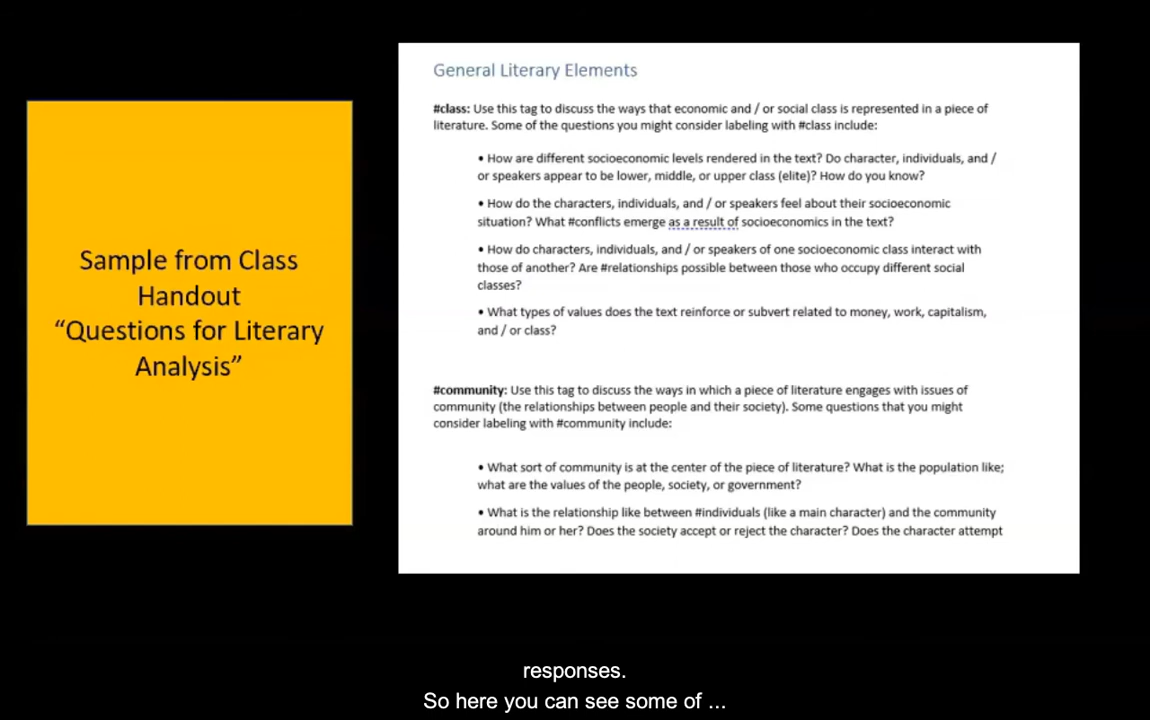 Sample from Class
Handout
“Questions for Literary
Analysis”
General Literary Elements
#class: Use this tag to discuss the ways that economic and / or social class is represented in a piece of
literature. Some of the questions you might consider labeling with #class include:
• How are different socioeconomic levels rendered in the text? Do character, individuals, and /
or speakers appear to be lower, middle, or upper class (elite)? How do you know?
• How do the characters, individuals, and / or speakers feel about their socioeconomic
situation? What #conflicts emerge as a result of socioeconomics in the text?
• How do characters, individuals, and / or speakers of one socioeconomic class interact with
those of another? Are #relationships possible between those who occupy different social
classes?
• What types of values does the text reinforce or subvert related to money, work, capitalism,
and / or class?
#community: Use this tag to discuss the ways in which a piece of literature engages with issues of
community (the relationships between people and their society). Some questions that you might
consider labeling with #community include:
• What sort of community is at the center of the piece of literature? What is the population like;
what are the values of the people, society, or government?
• What is the relationship like between #individuals (like a main character) and the community
around him or her? Does the society accept or reject the character? Does the character attempt
responses.
So here you can see some of ...